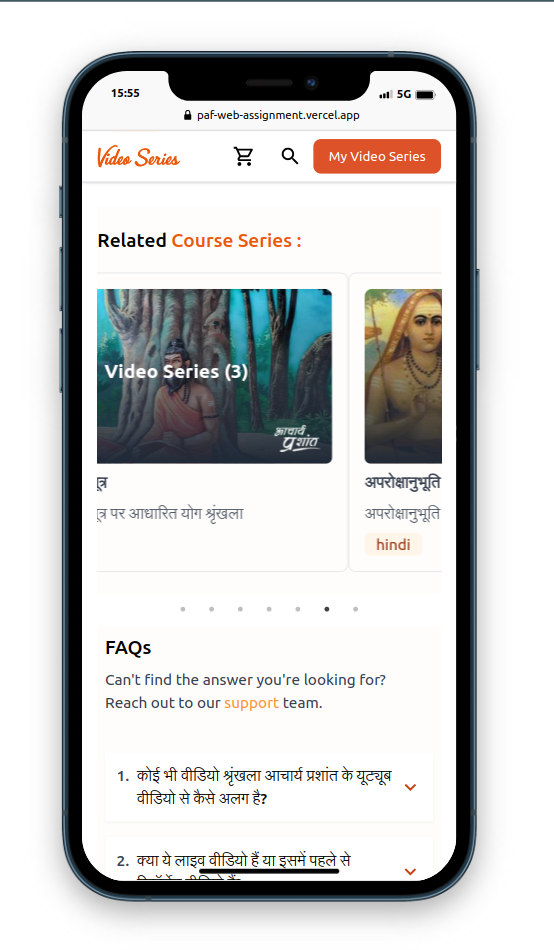 15:55
5G
paf-web-assignment.vercel.app
Video Series
My Video Series
Related Course Series :
Video Series (3)
आचार्य
प्रशांत
पर आधारित योग श्रृंखला
अपरोक्षानुभूति
अपरोक्षानुभूति
hindi
FAQs
Can't find the answer you're looking for?
Reach out to our support team.
1. कोई भी वीडियो श्रृंखला आचार्य प्रशांत के यूट्यूब
वीडियो से कैसे अलग है?
2. क्या ये लाइव वीडियो हैं या इसमें पहले से